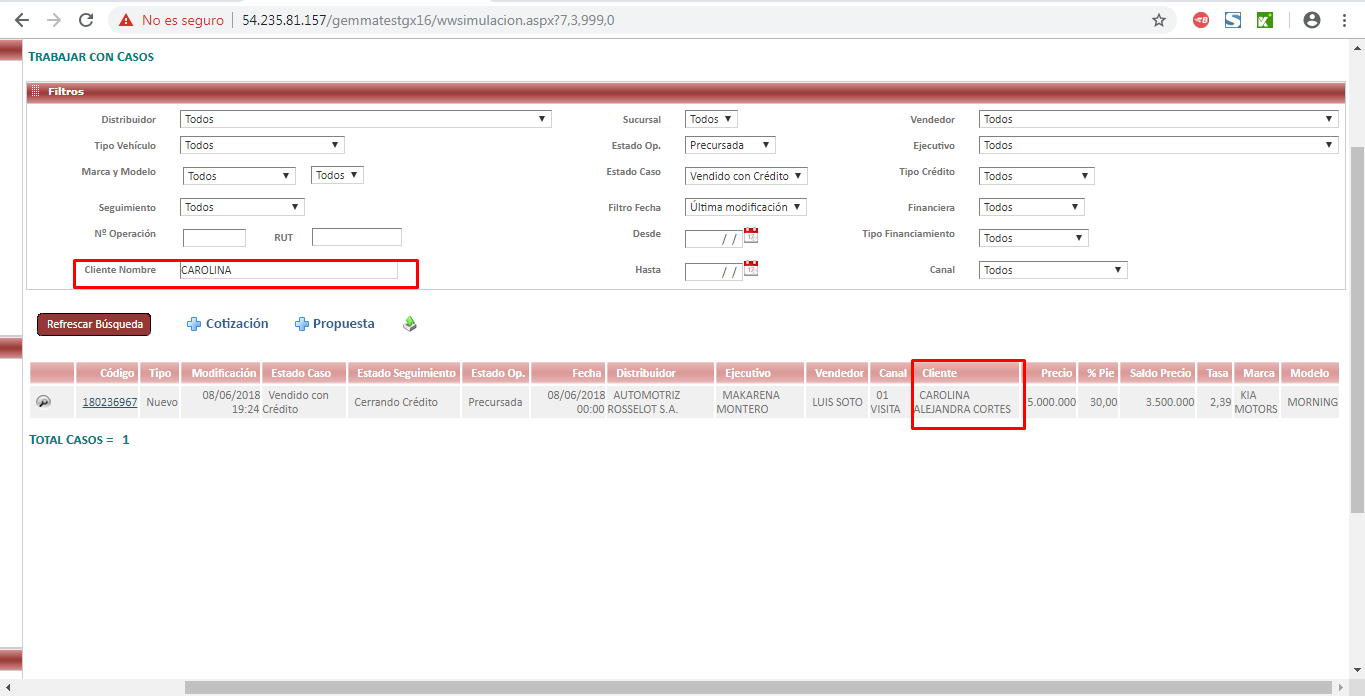 No es seguro 54.235.81.157/gemmatestgx16/wwsimulacion.aspx?7,3,999,0
TRABAJAR CON CASOS
Filtros
Distribuidor Todos Sucursal Todos Vendedor Todos
Tipo Vehículo Todos Estado Op. Precursada Ejecutivo Todos
Marca y Modelo Todos Todos Estado Caso Vendido con Crédito Tipo Crédito Todos
Seguimiento Todos Filtro Fecha Última modificación Financiera Todos
Nº Operación RUT Desde / / Tipo Financiamiento Todos
Cliente Nombre CAROLINA Hasta / / Canal Todos
Refrescar Búsqueda Cotización Propuesta
Código Tipo Modificación Estado Caso Estado Seguimiento Estado Op. Fecha Distribuidor Ejecutivo Vendedor Canal Cliente Precio % Pie Saldo Precio Tasa Marca Modelo
180236967 Nuevo 08/06/2018 19:24 Vendido con Crédito Cerrando Crédito Precursada 08/06/2018 00:00 AUTOMOTRIZ ROSSELOT S.A. MAKARENA MONTERO LUIS SOTO 01 VISITA CAROLINA ALEJANDRA CORTES 5.000.000 30,00 3.500.000 2,39 KIA MOTORS MORNING
TOTAL CASOS = 1